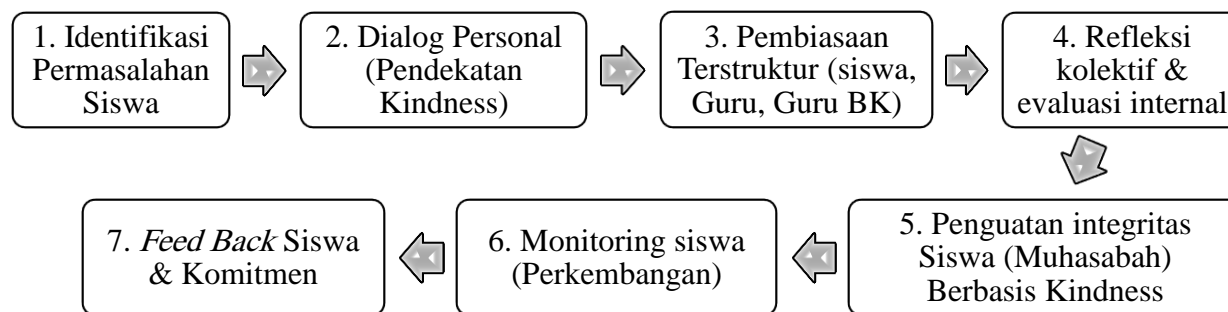 1. Identifikasi
Permasalahan
Siswa
2. Dialog Personal
(Pendekatan
Kindness)
3. Pembiasaan
Terstruktur (siswa,
Guru, Guru BK)
4. Refleksi
kolektif &
evaluasi internal
5. Penguatan integritas
Siswa (Muhasabah)
Berbasis Kindness
6. Monitoring siswa
(Perkembangan)
7. Feed Back Siswa
& Komitmen